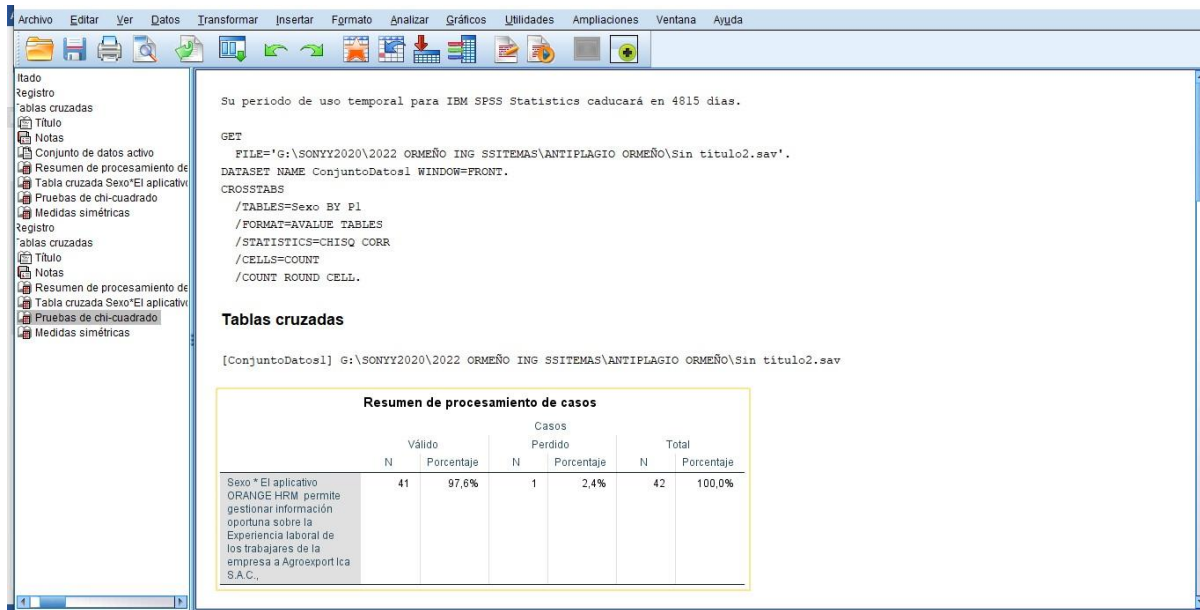 Archivo Editar Ver Datos Transformar Insertar Formato Analizar Gráficos Utilidades Ampliaciones Ventana Ayuda
ltado
Registro
Tablas cruzadas
Título
Notas
Conjunto de datos activo
Resumen de procesamiento de
Tabla cruzada Sexo*El aplicativo
Pruebas de chi-cuadrado
Medidas simétricas
Registro
Tablas cruzadas
Título
Notas
Resumen de procesamiento de
Tabla cruzada Sexo*El aplicativo
Pruebas de chi-cuadrado
Medidas simétricas
Su periodo de uso temporal para IBM SPSS Statistics caducará en 4815 días.
GET
FILE='G:\SONYY2020\2022 ORMEÑO ING SSITEMAS\ANTIPLAGIO ORMEÑO\Sin título2.sav'.
DATASET NAME ConjuntoDatos1 WINDOW=FRONT.
CROSSTABS
/TABLES=Sexo BY P1
/FORMAT=AVALUE TABLES
/STATISTICS=CHISQ CORR
/CELLS=COUNT
/COUNT ROUND CELL.
Tablas cruzadas
[ConjuntoDatos1] G:\SONYY2020\2022 ORMEÑO ING SSITEMAS\ANTIPLAGIO ORMEÑO\Sin título2.sav
Resumen de procesamiento de casos
Casos
Válido Perdido Total
N Porcentaje N Porcentaje N Porcentaje
Sexo * El aplicativo 41 97,6% 1 2,4% 42 100,0%
ORANGE HRM permite
gestionar información
oportuna sobre la
Experiencia laboral de
los trabajares de la
empresa a Agroexport Ica
S.A.C.,